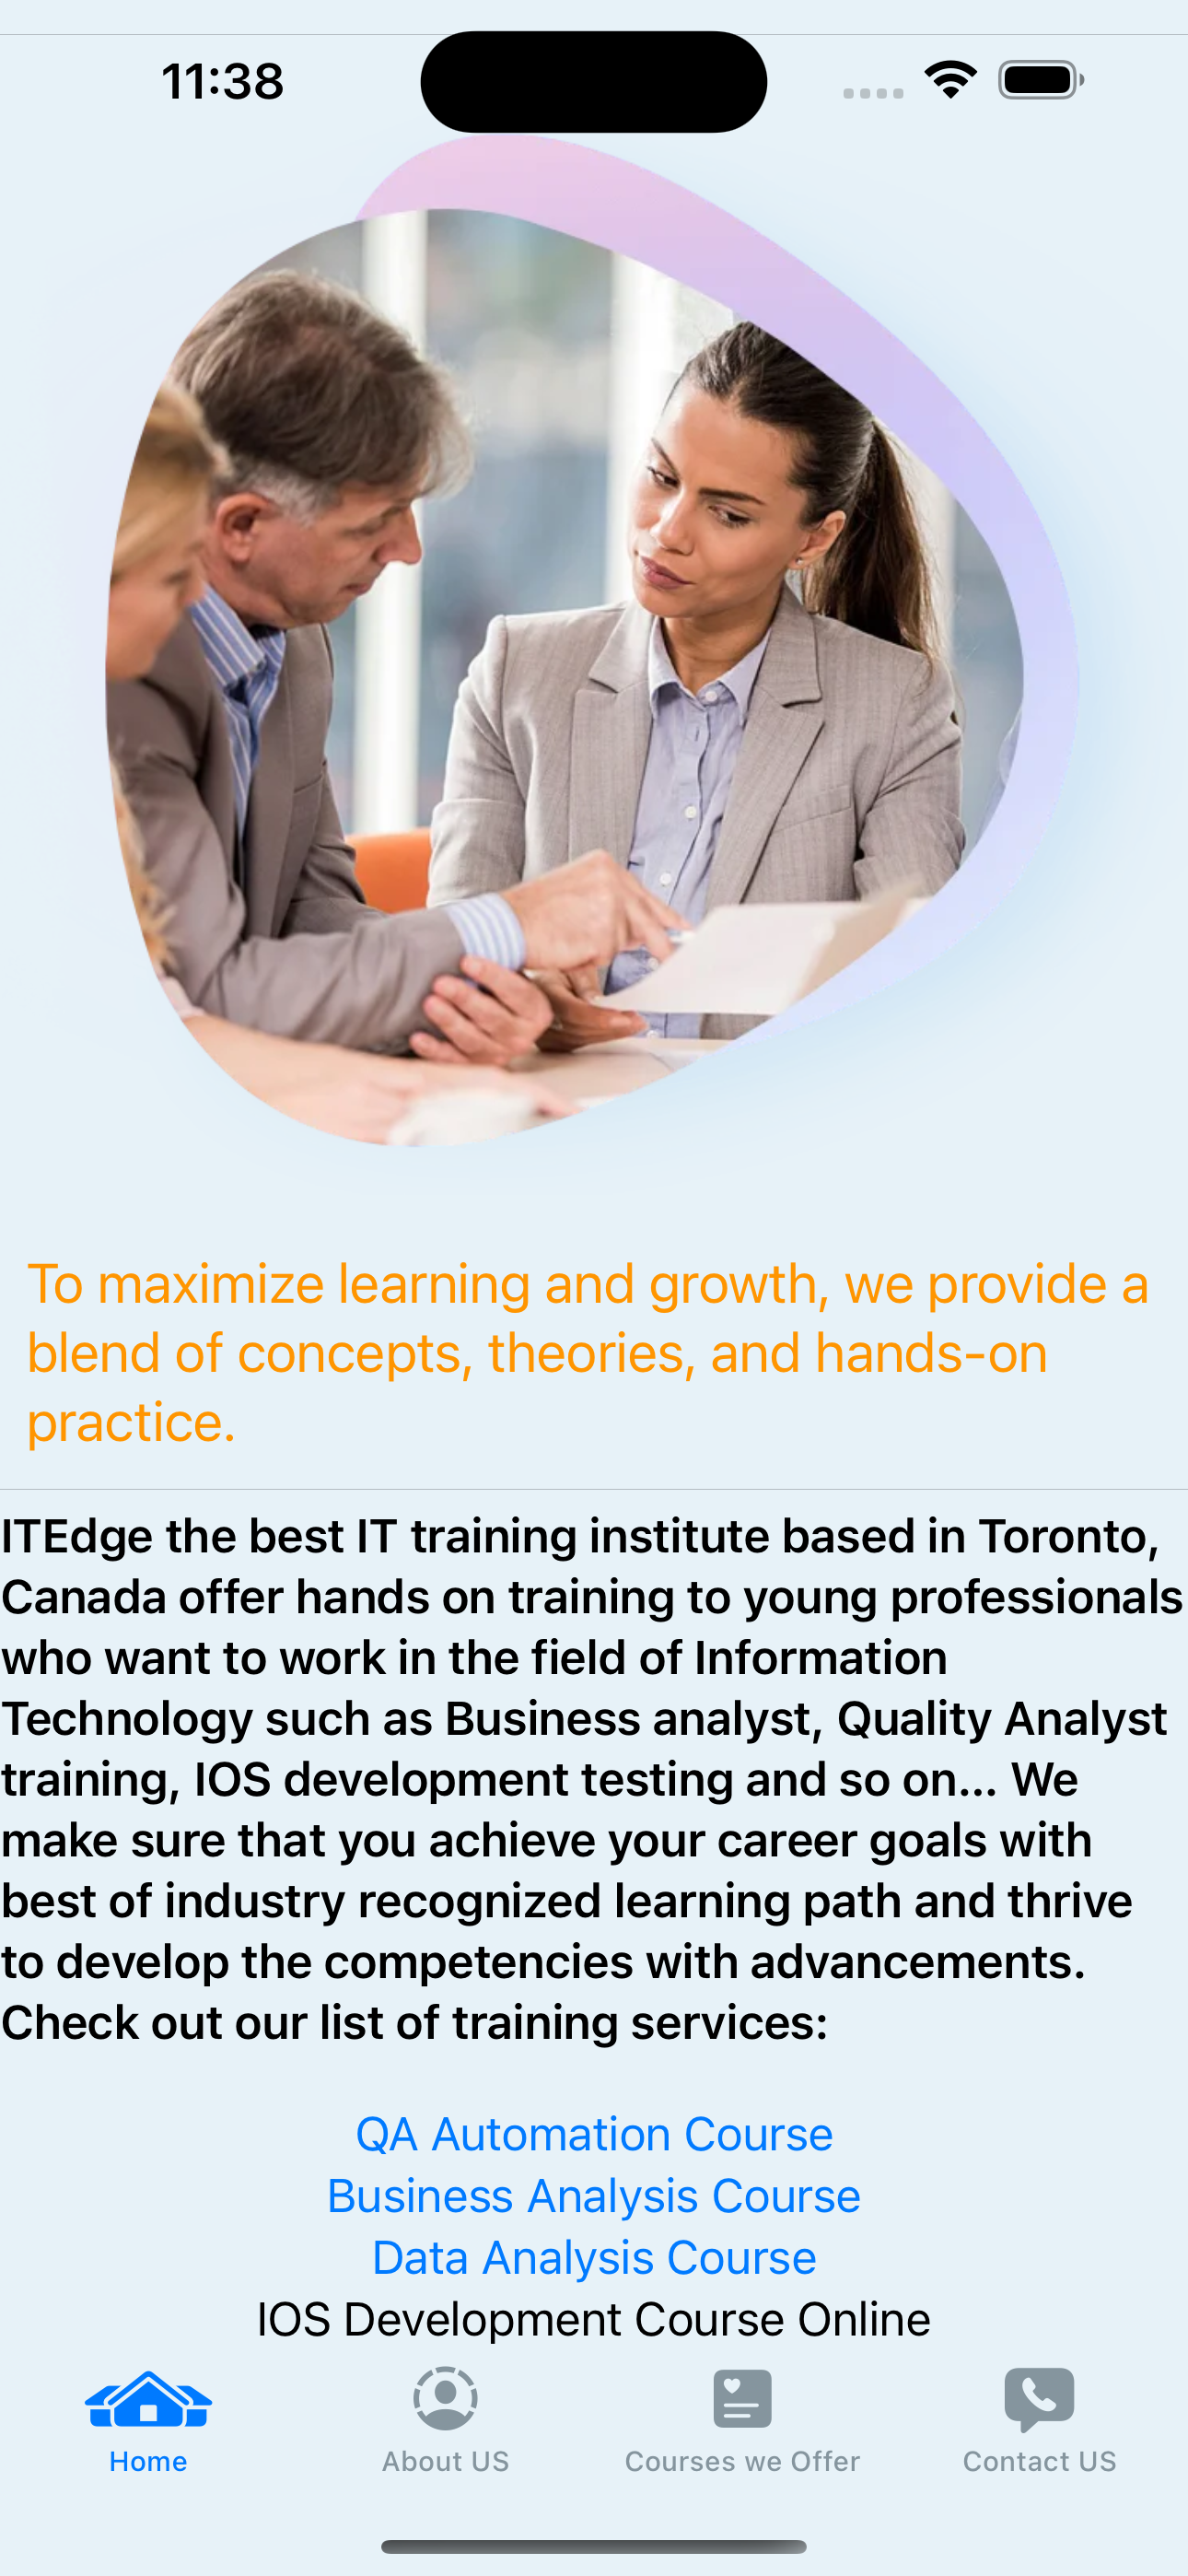 11:38
To maximize learning and growth, we provide a
blend of concepts, theories, and hands-on
practice.
ITEdge the best IT training institute based in Toronto,
Canada offer hands on training to young professionals
who want to work in the field of Information
Technology such as Business analyst, Quality Analyst
training, IOS development testing and so on... We
make sure that you achieve your career goals with
best of industry recognized learning path and thrive
to develop the competencies with advancements.
Check out our list of training services:
QA Automation Course
Business Analysis Course
Data Analysis Course
IOS Development Course Online
Home
About US
Courses we Offer
Contact US